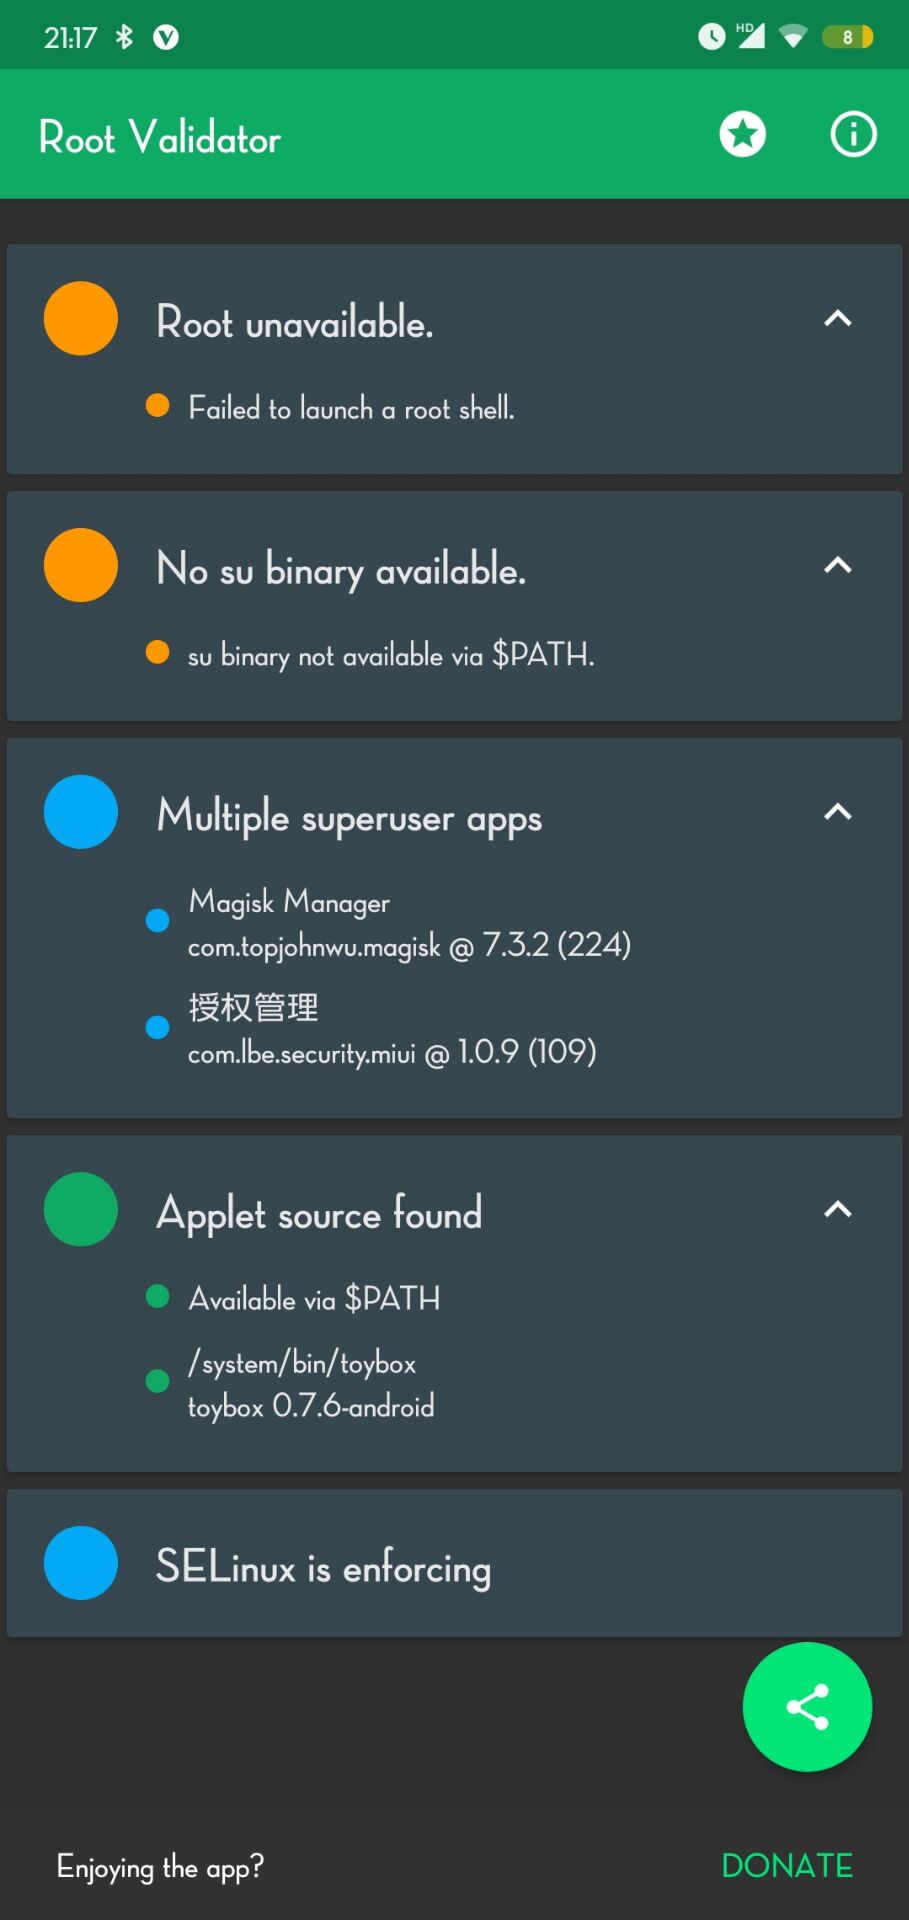 21:17 HD 8
Root Validator
Root unavailable.
Failed to launch a root shell.
No su binary available.
su binary not available via $PATH.
Multiple superuser apps
Magisk Manager
com.topjohnwu.magisk @ 7.3.2 (224)
授权管理
com.lbe.security.miui @ 1.0.9 (109)
Applet source found
Available via $PATH
/system/bin/toybox
toybox 0.7.6-android
SELinux is enforcing
Enjoying the app? DONATE